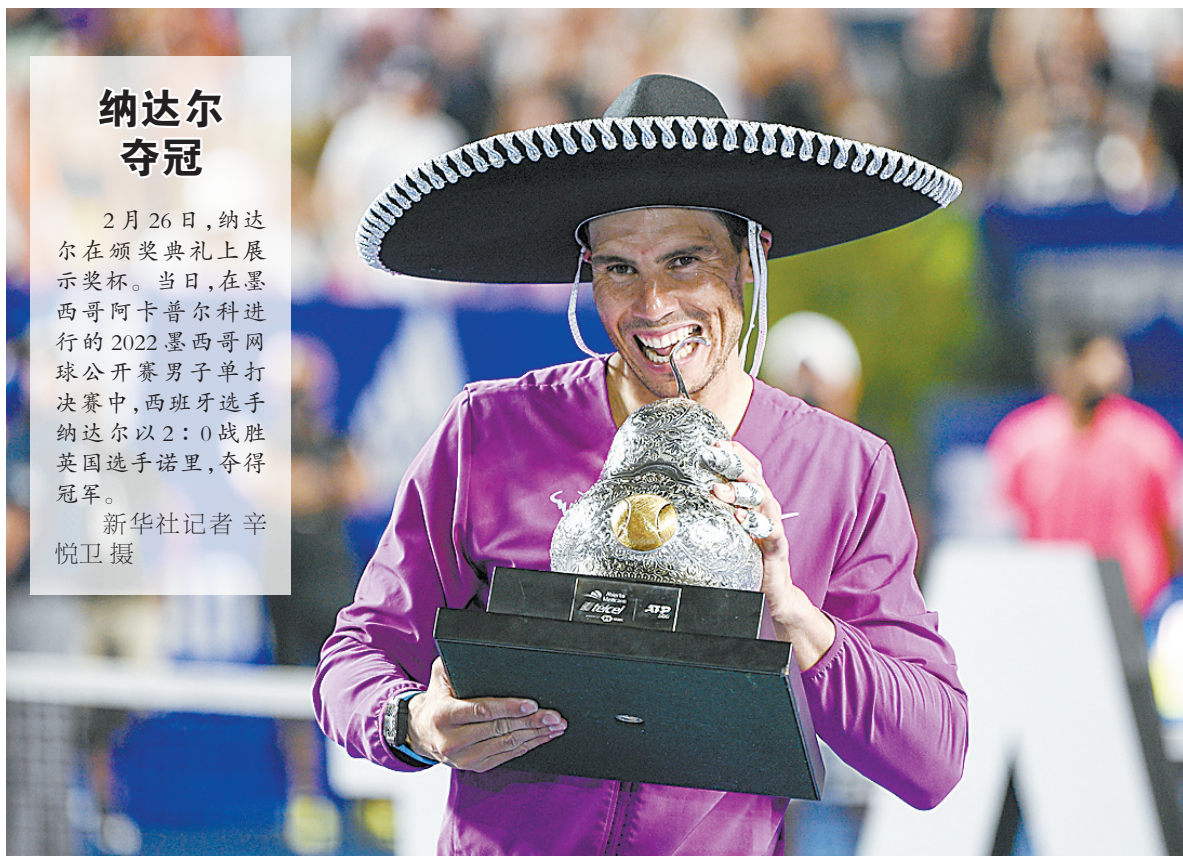 纳达尔
夺冠
2月26日,纳达
尔在颁奖典礼上展
示奖杯。当日,在墨
西哥阿卡普尔科进
行的2022墨西哥网
球公开赛男子单打
决赛中,西班牙选手
纳达尔以2∶0战胜
英国选手诺里,夺得
冠军。
新华社记者 辛
悦卫 摄
Abierto
Mexicano
telcel
ATP
500